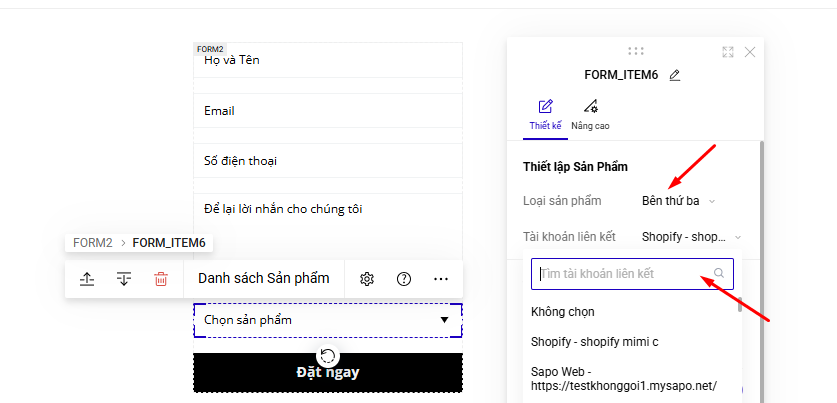 FORM2
Họ và Tên
Email
Số điện thoại
Để lại lời nhắn cho chúng tôi
FORM2 > FORM_ITEM6
Danh sách Sản phẩm
Chọn sản phẩm
Đặt ngay
FORM_ITEM6
Thiết kế Nâng cao
Thiết lập Sản Phẩm
Loại sản phẩm Bên thứ ba
Tài khoản liên kết Shopify - shop...
Tìm tài khoản liên kết
Không chọn
Shopify - shopify mimi c
Sapo Web -
https://testkhonggoi1.mysapo.net/